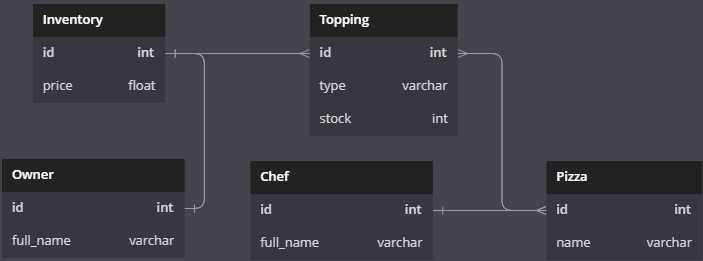 Inventory
id int
price float
Topping
id int
type varchar
stock int
Owner
id int
full_name varchar
Chef
id int
full_name varchar
Pizza
id int
name varchar